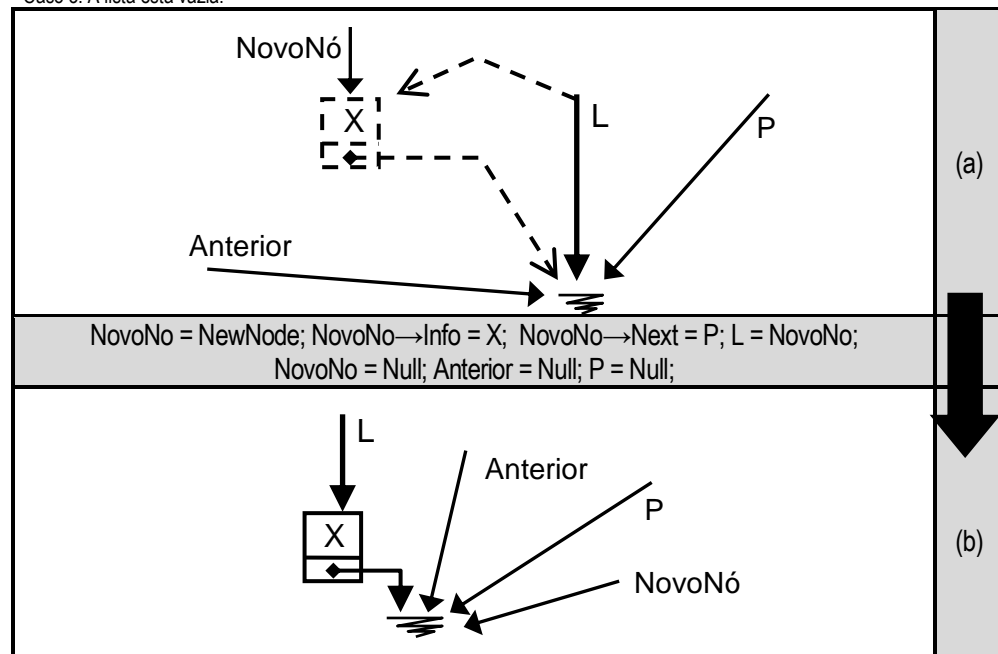 Caso 3: A lista está vazia.
NovoNó
X
L
P
(a)
Anterior
NovoNo = NewNode; NovoNo→Info = X; NovoNo→Next = P; L = NovoNo;
NovoNo = Null; Anterior = Null; P = Null;
L
Anterior
P
X
(b)
NovoNó